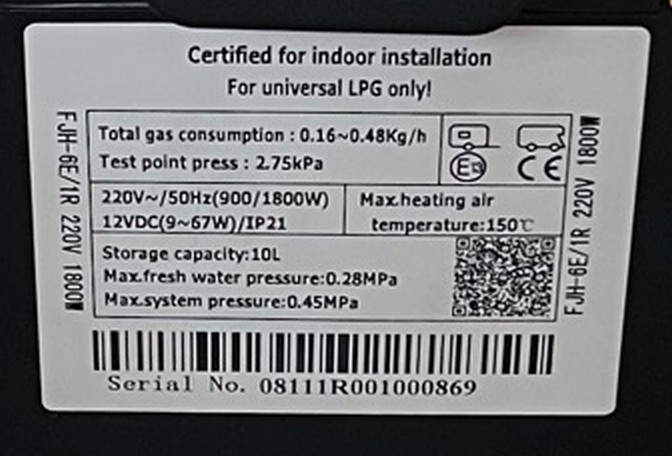 Certified for indoor installation
For universal LPG only!
FJH-6E/1R 220V 1800W
Total gas consumption : 0.16~0.48Kg/h
Test point press : 2.75kPa
CE
220V~/50Hz(900/1800W)
12VDC(9~67W)/IP21
Max.heating air
temperature:150℃
Storage capacity:10L
Max.fresh water pressure:0.28MPa
Max.system pressure:0.45MPa
FJH-6E/1R 220V 1800W
Serial No. 08111R001000869